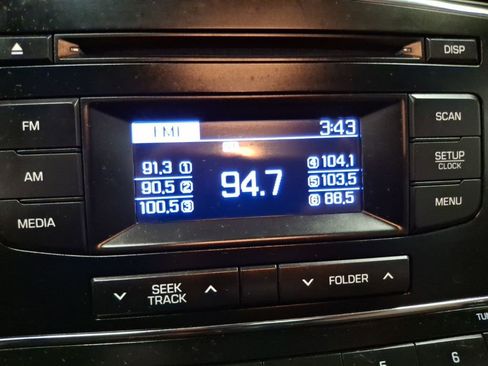 DISP
FM
AM
MEDIA
FM1 3:43
91.3 1 4 104.1
90.5 2 94.7 5 103.5
100.5 3 6 88.5
SCAN
SETUP
CLOCK
MENU
SEEK
TRACK
FOLDER
5 6